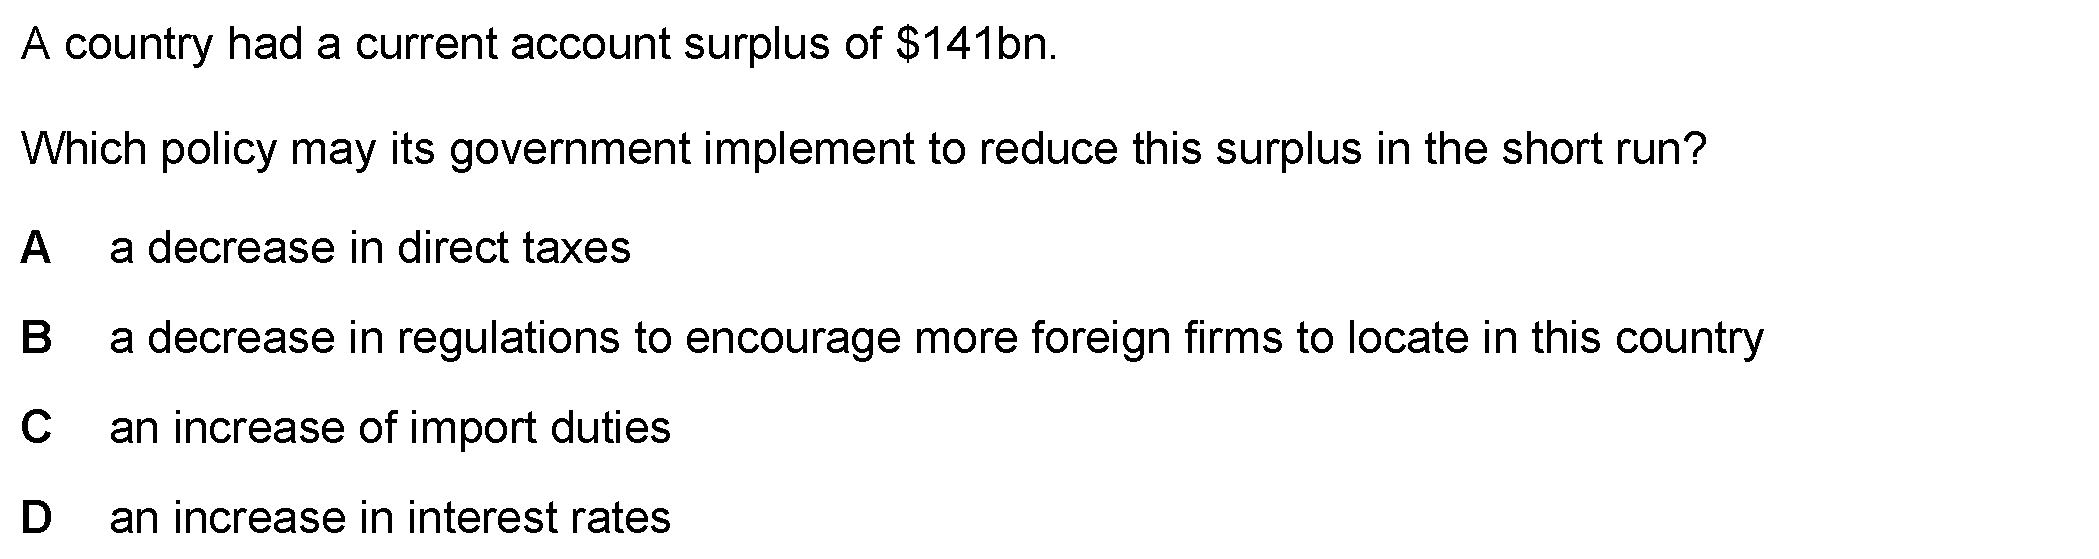 A country had a current account surplus of $141bn.
Which policy may its government implement to reduce this surplus in the short run?
A a decrease in direct taxes
B a decrease in regulations to encourage more foreign firms to locate in this country
C an increase of import duties
D an increase in interest rates